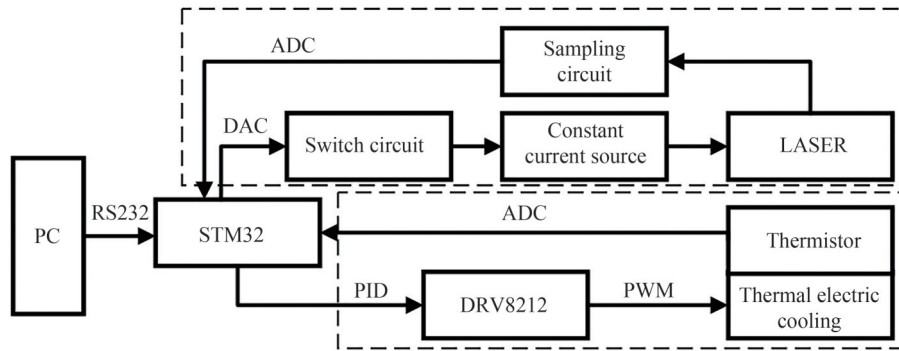 ADC
Sampling
circuit
DAC
Switch circuit
Constant
current source
LASER
PC
RS232
STM32
ADC
Thermistor
PID
DRV8212
PWM
Thermal electric
cooling